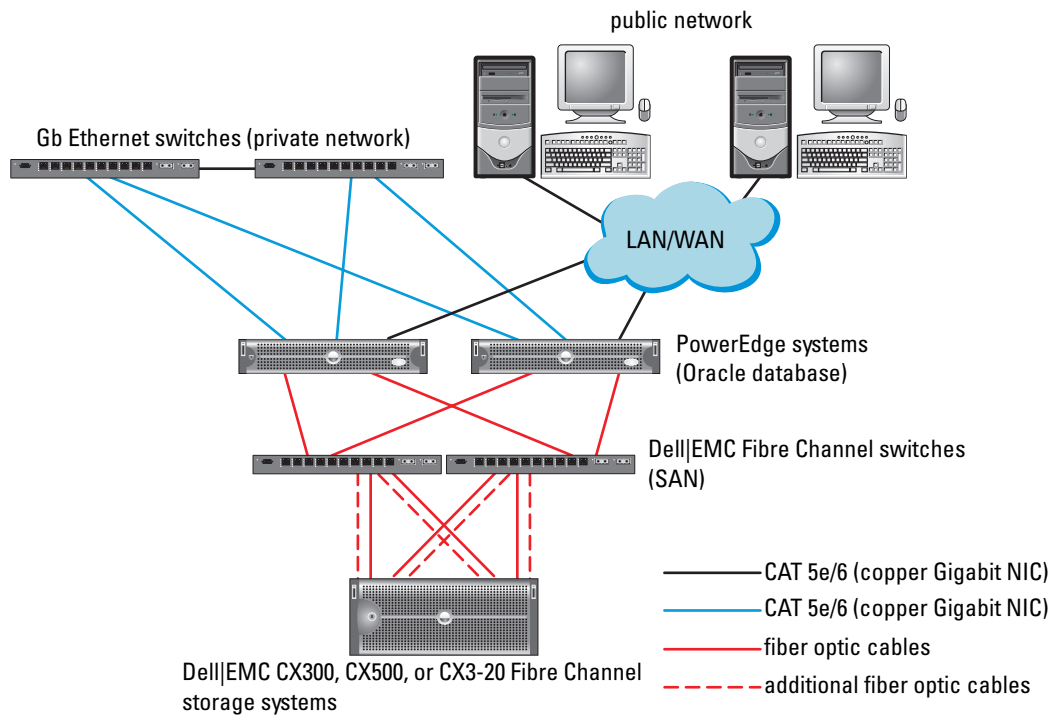 public network
Gb Ethernet switches (private network)
LAN/WAN
PowerEdge systems
(Oracle database)
Dell|EMC Fibre Channel switches
(SAN)
CAT 5e/6 (copper Gigabit NIC)
CAT 5e/6 (copper Gigabit NIC)
fiber optic cables
additional fiber optic cables
Dell|EMC CX300, CX500, or CX3-20 Fibre Channel
storage systems